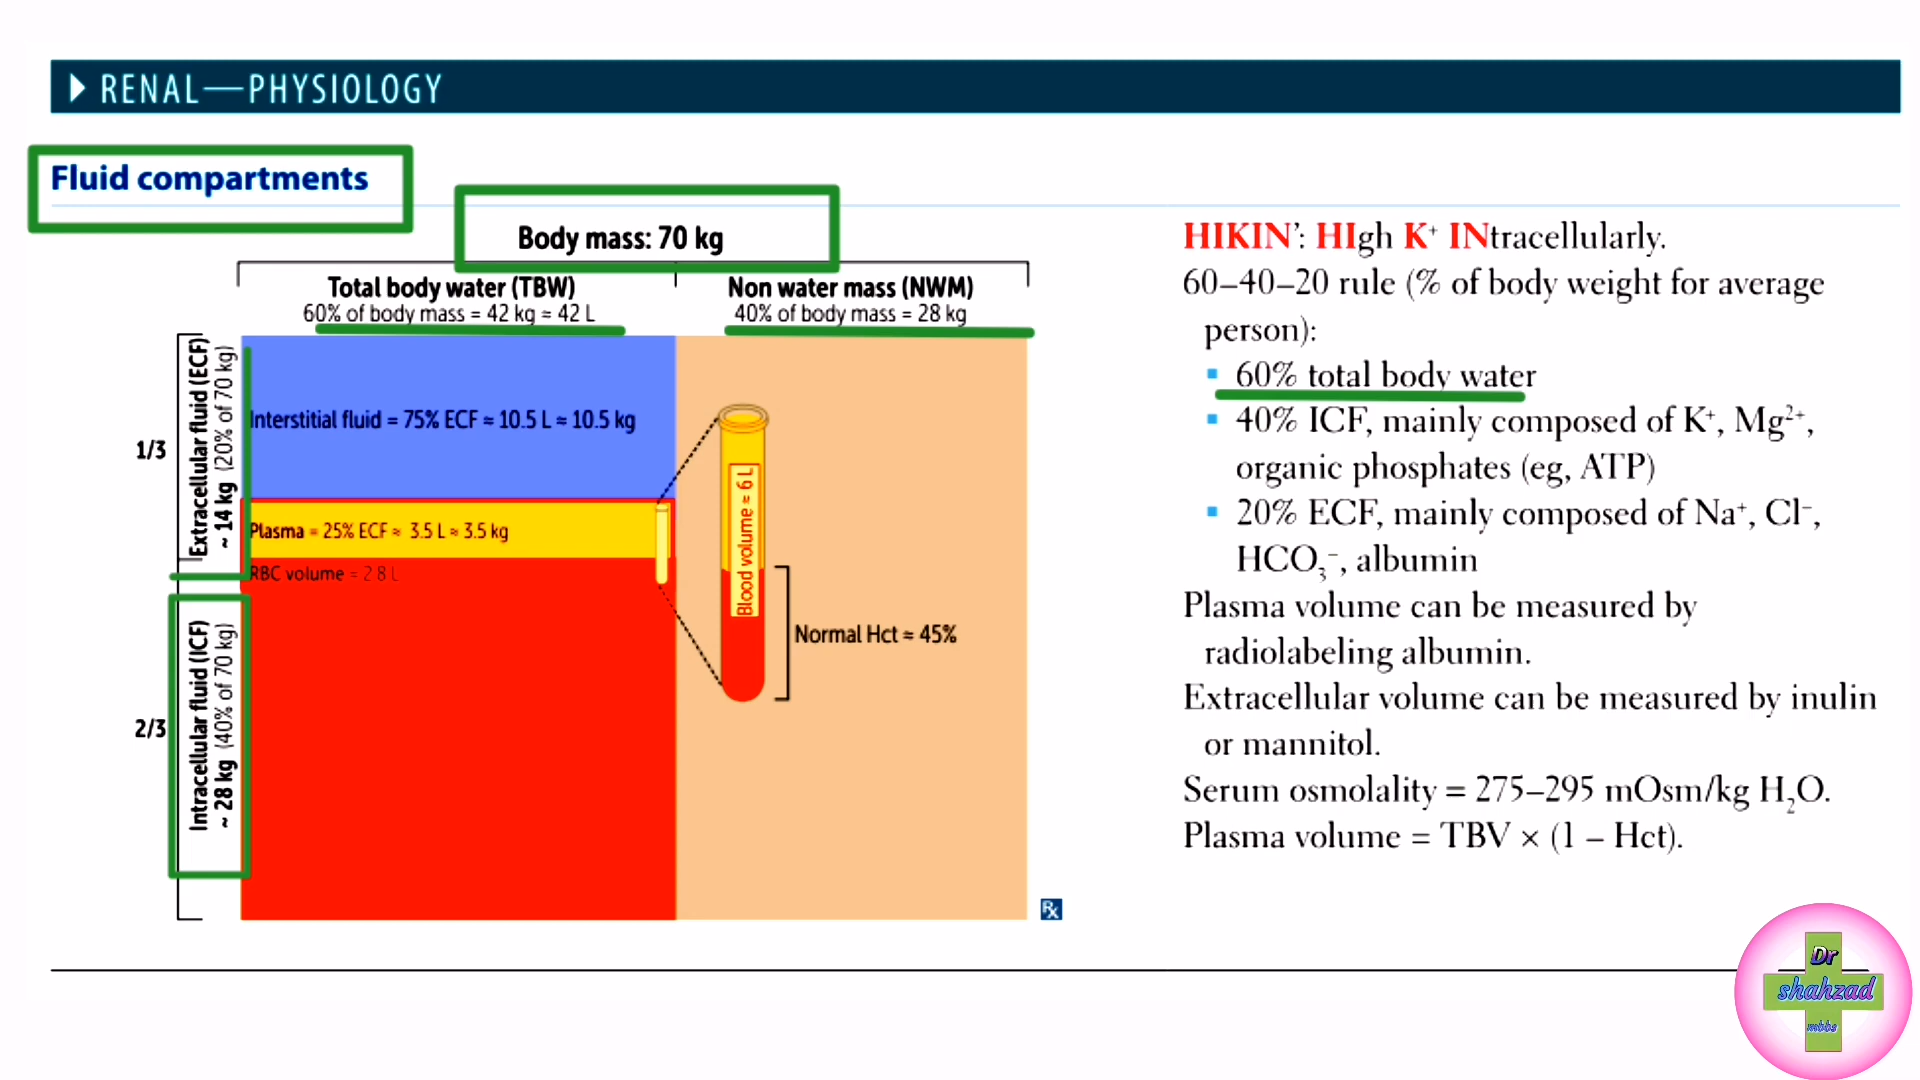 RENAL—PHYSIOLOGY
Fluid compartments
Body mass: 70 kg
Total body water (TBW)
60% of body mass = 42 kg ≈ 42 L
Non water mass (NWM)
40% of body mass = 28 kg
1/3
Extracellular fluid (ECF)
~ 14 kg (20% of 70 kg)
Interstitial fluid = 75% ECF ≈ 10.5 L ≈ 10.5 kg
Plasma = 25% ECF ≈ 3.5 L ≈ 3.5 kg
RBC volume = 2.8 L
2/3
Intracellular fluid (ICF)
~ 28 kg (40% of 70 kg)
Blood volume ≈ 6 L
Normal Hct ≈ 45%
Rx
HIKIN’: HIgh K⁺ INtracellularly.
60–40–20 rule (% of body weight for average
person):
▪ 60% total body water
▪ 40% ICF, mainly composed of K⁺, Mg²⁺,
organic phosphates (eg, ATP)
▪ 20% ECF, mainly composed of Na⁺, Cl⁻,
HCO₃⁻, albumin
Plasma volume can be measured by
radiolabeling albumin.
Extracellular volume can be measured by inulin
or mannitol.
Serum osmolality = 275–295 mOsm/kg H₂O.
Plasma volume = TBV × (1 – Hct).
Dr
shahzad
mbbs